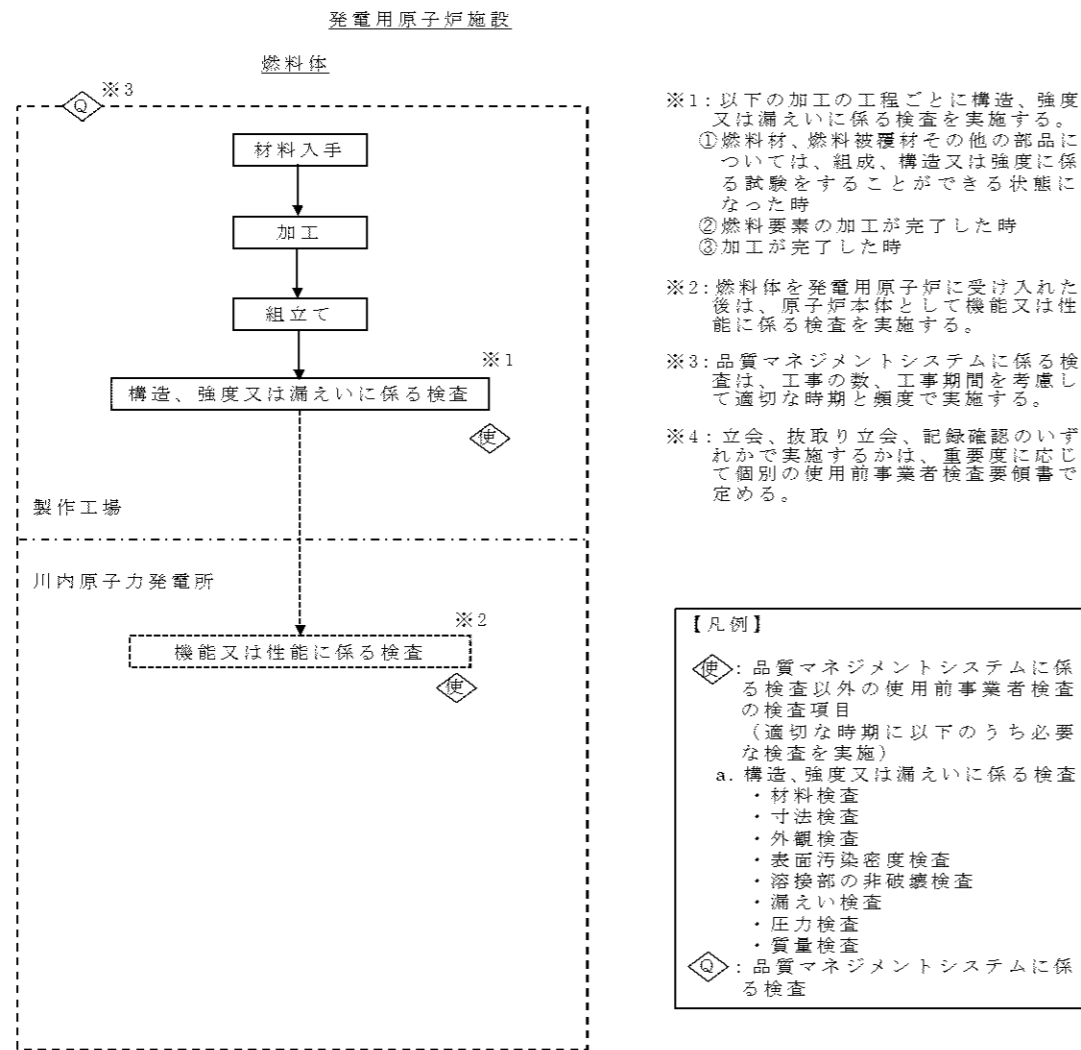 発電用原子炉施設
燃料体
Q
※3
材料入手
加工
組立て
※1
構造、強度又は漏えいに係る検査
使
製作工場
川内原子力発電所
※2
機能又は性能に係る検査
使
※1:以下の加工の工程ごとに構造、強度
又は漏えいに係る検査を実施する。
①燃料材、燃料被覆材その他の部品に
ついては、組成、構造又は強度に係
る試験をすることができる状態に
なった時
②燃料要素の加工が完了した時
③加工が完了した時
※2:燃料体を発電用原子炉に受け入れた
後は、原子炉本体として機能又は性
能に係る検査を実施する。
※3:品質マネジメントシステムに係る検
査は、工事の数、工事期間を考慮し
て適切な時期と頻度で実施する。
※4:立会、抜取り立会、記録確認のいず
れかで実施するかは、重要度に応じ
て個別の使用前事業者検査要領書で
定める。
【凡例】
使:品質マネジメントシステムに係
る検査以外の使用前事業者検査
の検査項目
(適切な時期に以下のうち必要
な検査を実施)
a.構造、強度又は漏えいに係る検査
・材料検査
・寸法検査
・外観検査
・表面汚染密度検査
・溶接部の非破壊検査
・漏えい検査
・圧力検査
・質量検査
Q:品質マネジメントシステムに係
る検査